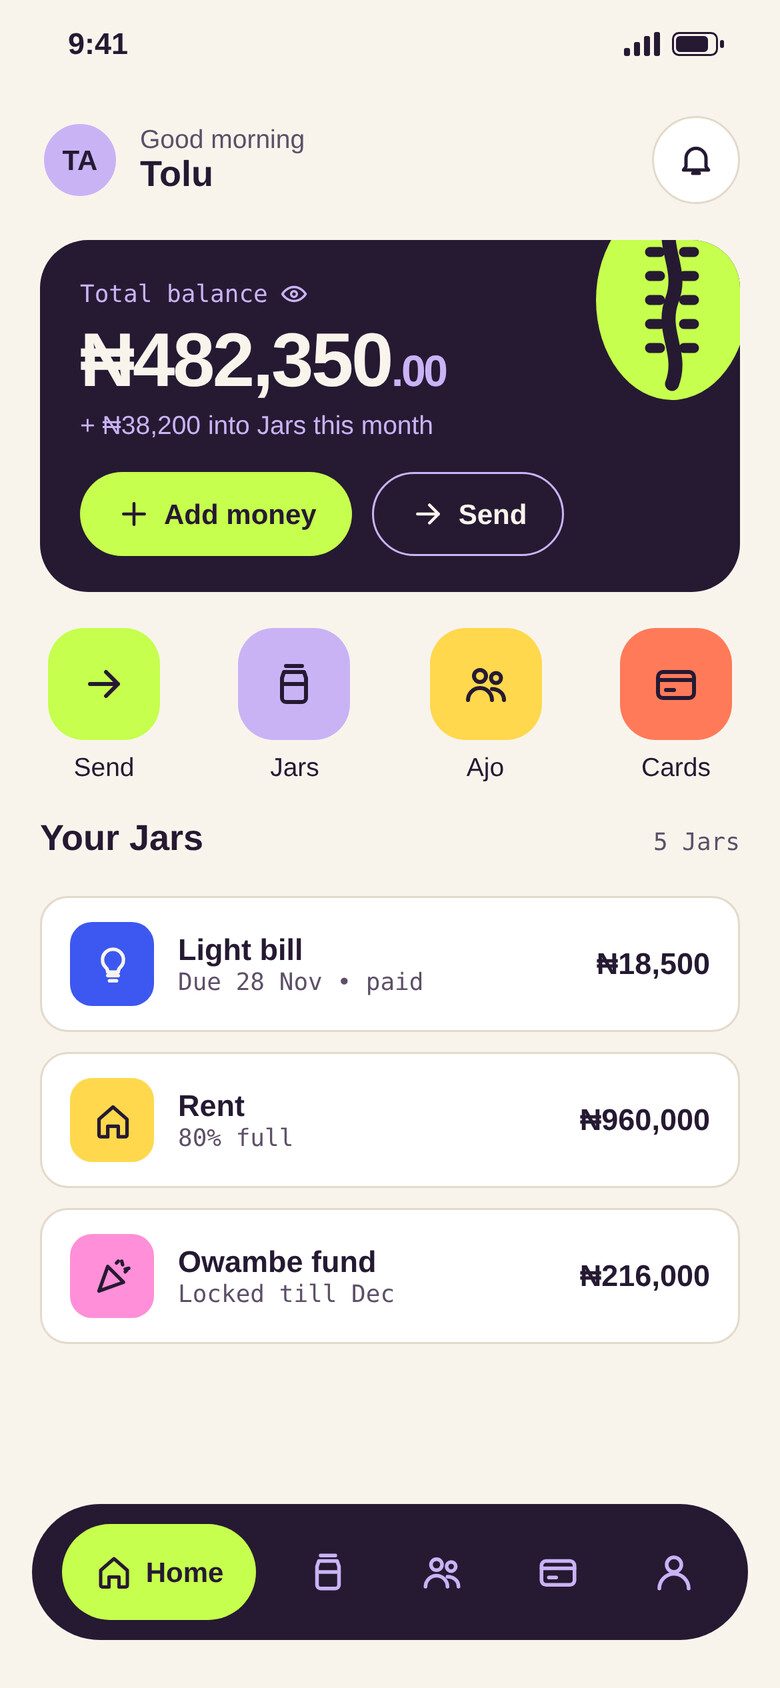 9:41
TA
Good morning
Tolu
Total balance
₦482,350.00
+ ₦38,200 into Jars this month
Add money
Send
Send
Jars
Ajo
Cards
Your Jars
5 Jars
Light bill
Due 28 Nov • paid
₦18,500
Rent
80% full
₦960,000
Owambe fund
Locked till Dec
₦216,000
Home